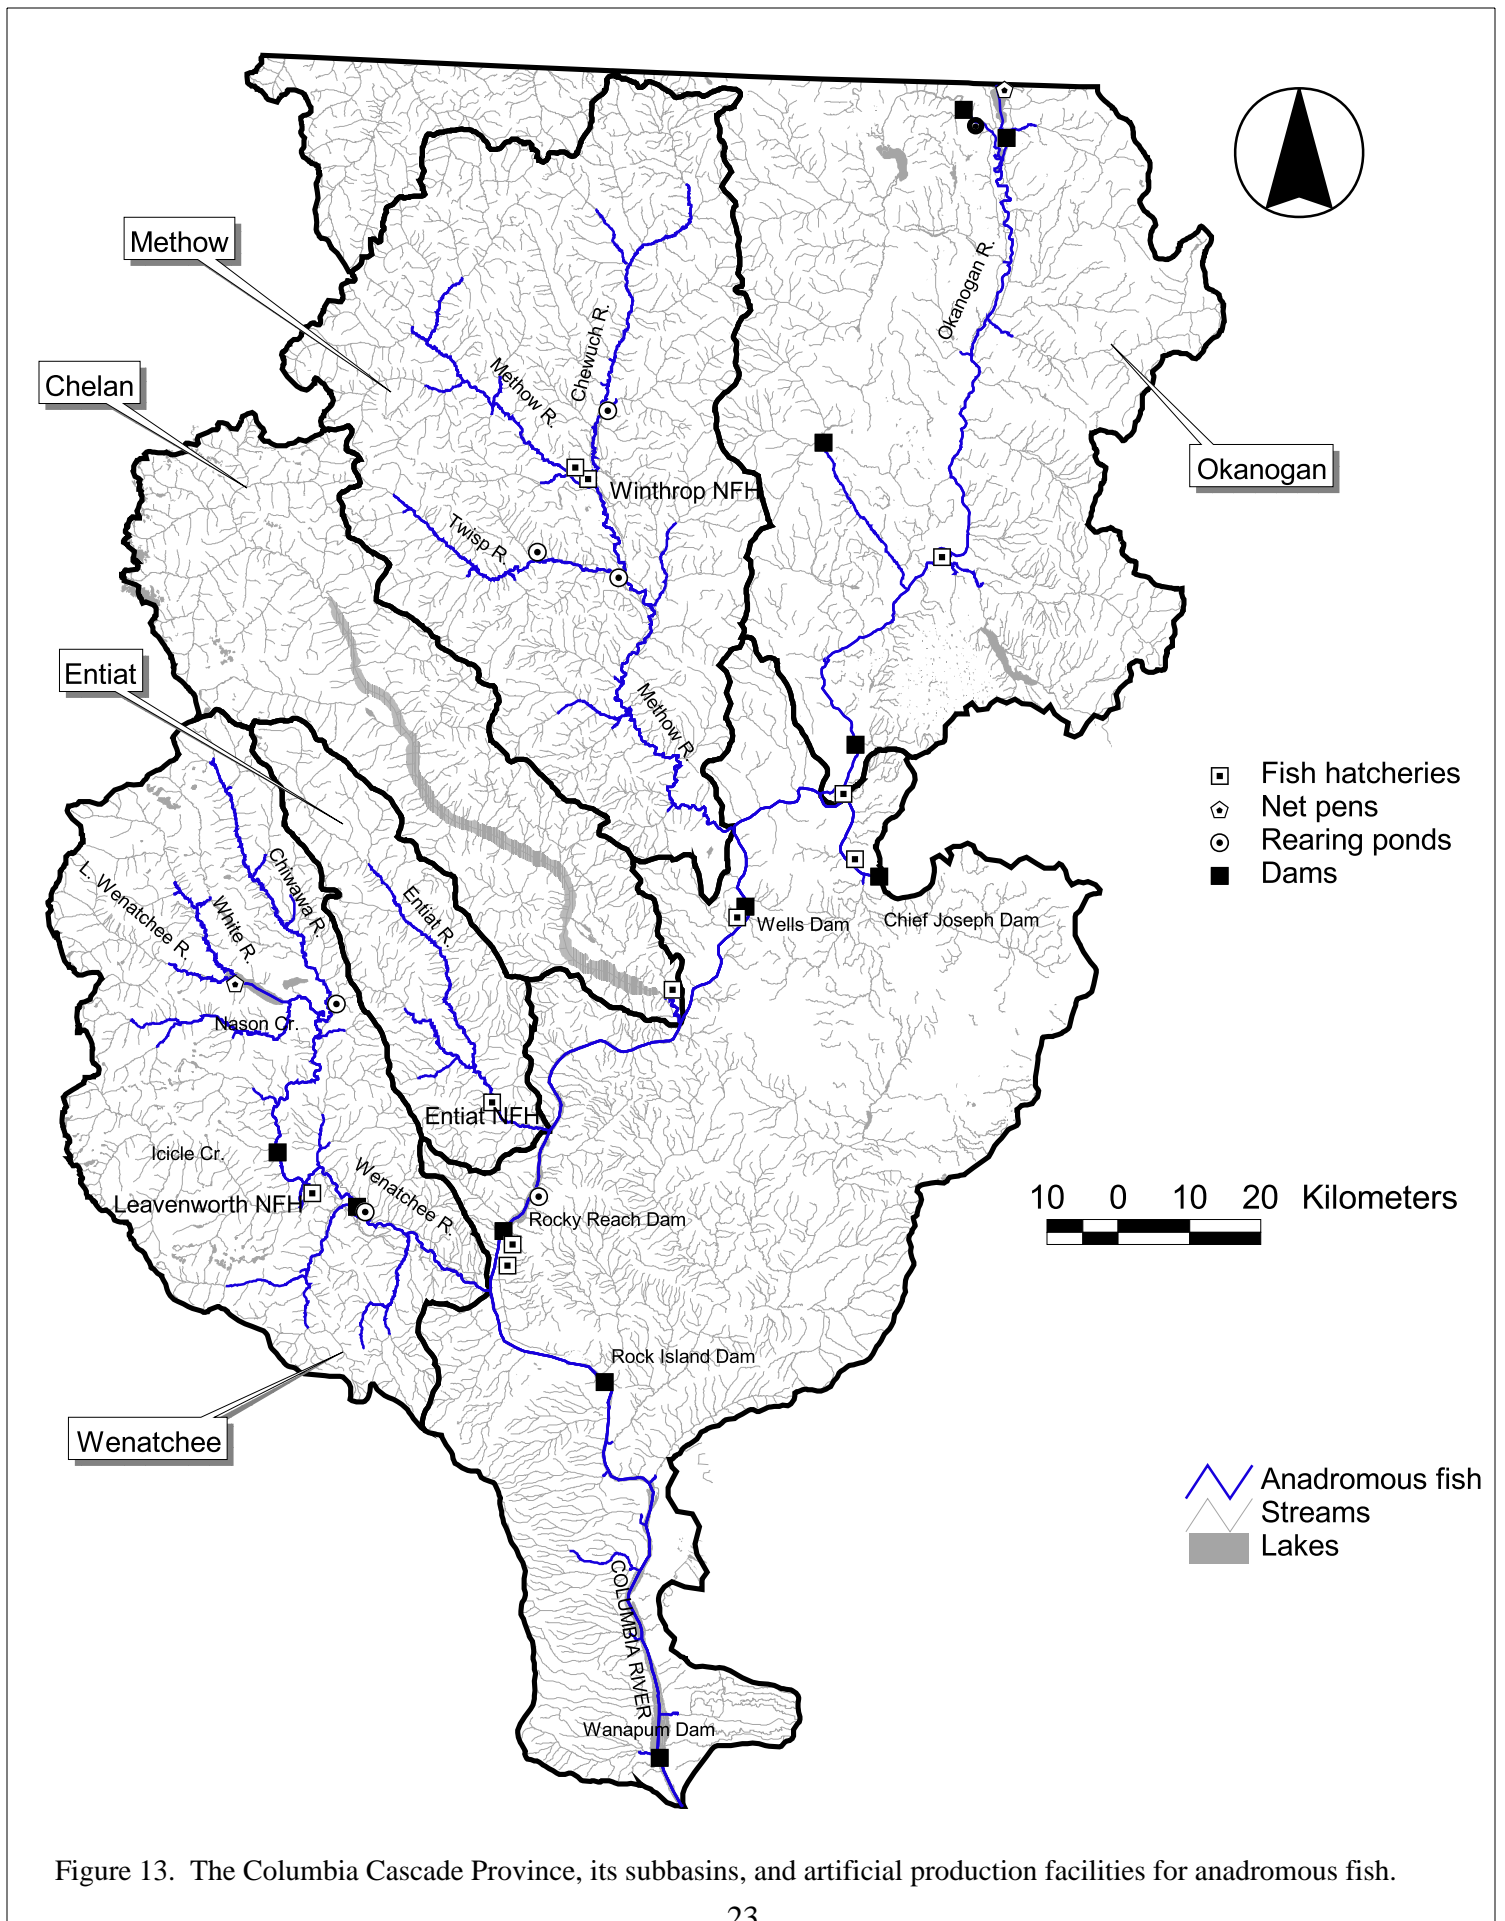 Methow
Okanogan R.
Chewuch R.
Methow R.
Chelan
Okanogan
Winthrop NFH
Twisp R.
Entiat
Methow R.
Fish hatcheries
Net pens
Rearing ponds
Dams
Chiwawa R.
L. Wenatchee R.
White R.
Entiat R.
Wells Dam
Chief Joseph Dam
Nason Cr.
Entiat NFH
Icicle Cr.
Wenatchee R.
Leavenworth NFH
10 0 10 20 Kilometers
Rocky Reach Dam
Rock Island Dam
Wenatchee
Anadromous fish
Streams
Lakes
COLUMBIA RIVER
Wanapum Dam
Figure 13. The Columbia Cascade Province, its subbasins, and artificial production facilities for anadromous fish.
23